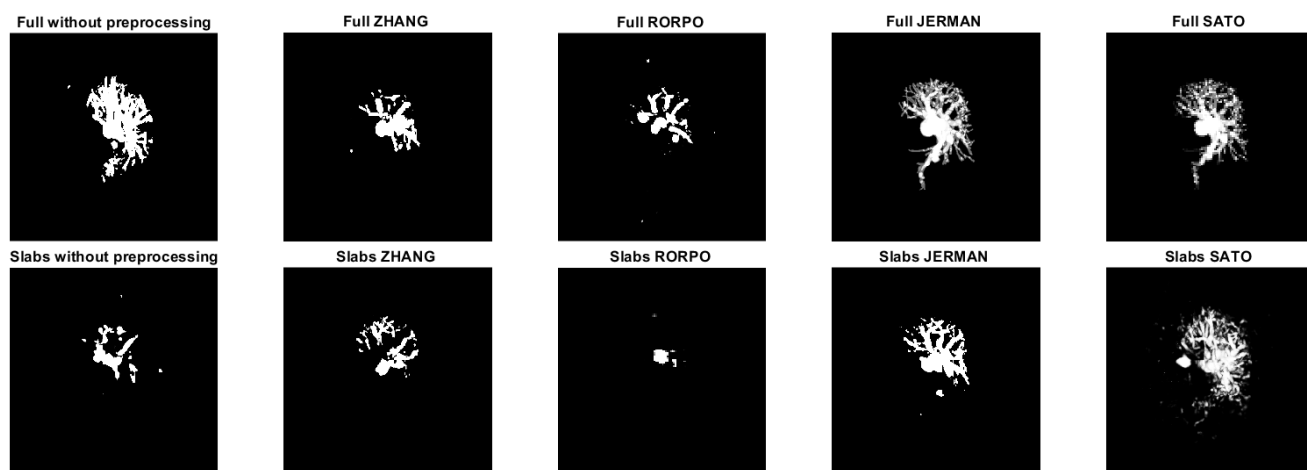 Full without preprocessing
Full ZHANG
Full RORPO
Full JERMAN
Full SATO
Slabs without preprocessing
Slabs ZHANG
Slabs RORPO
Slabs JERMAN
Slabs SATO